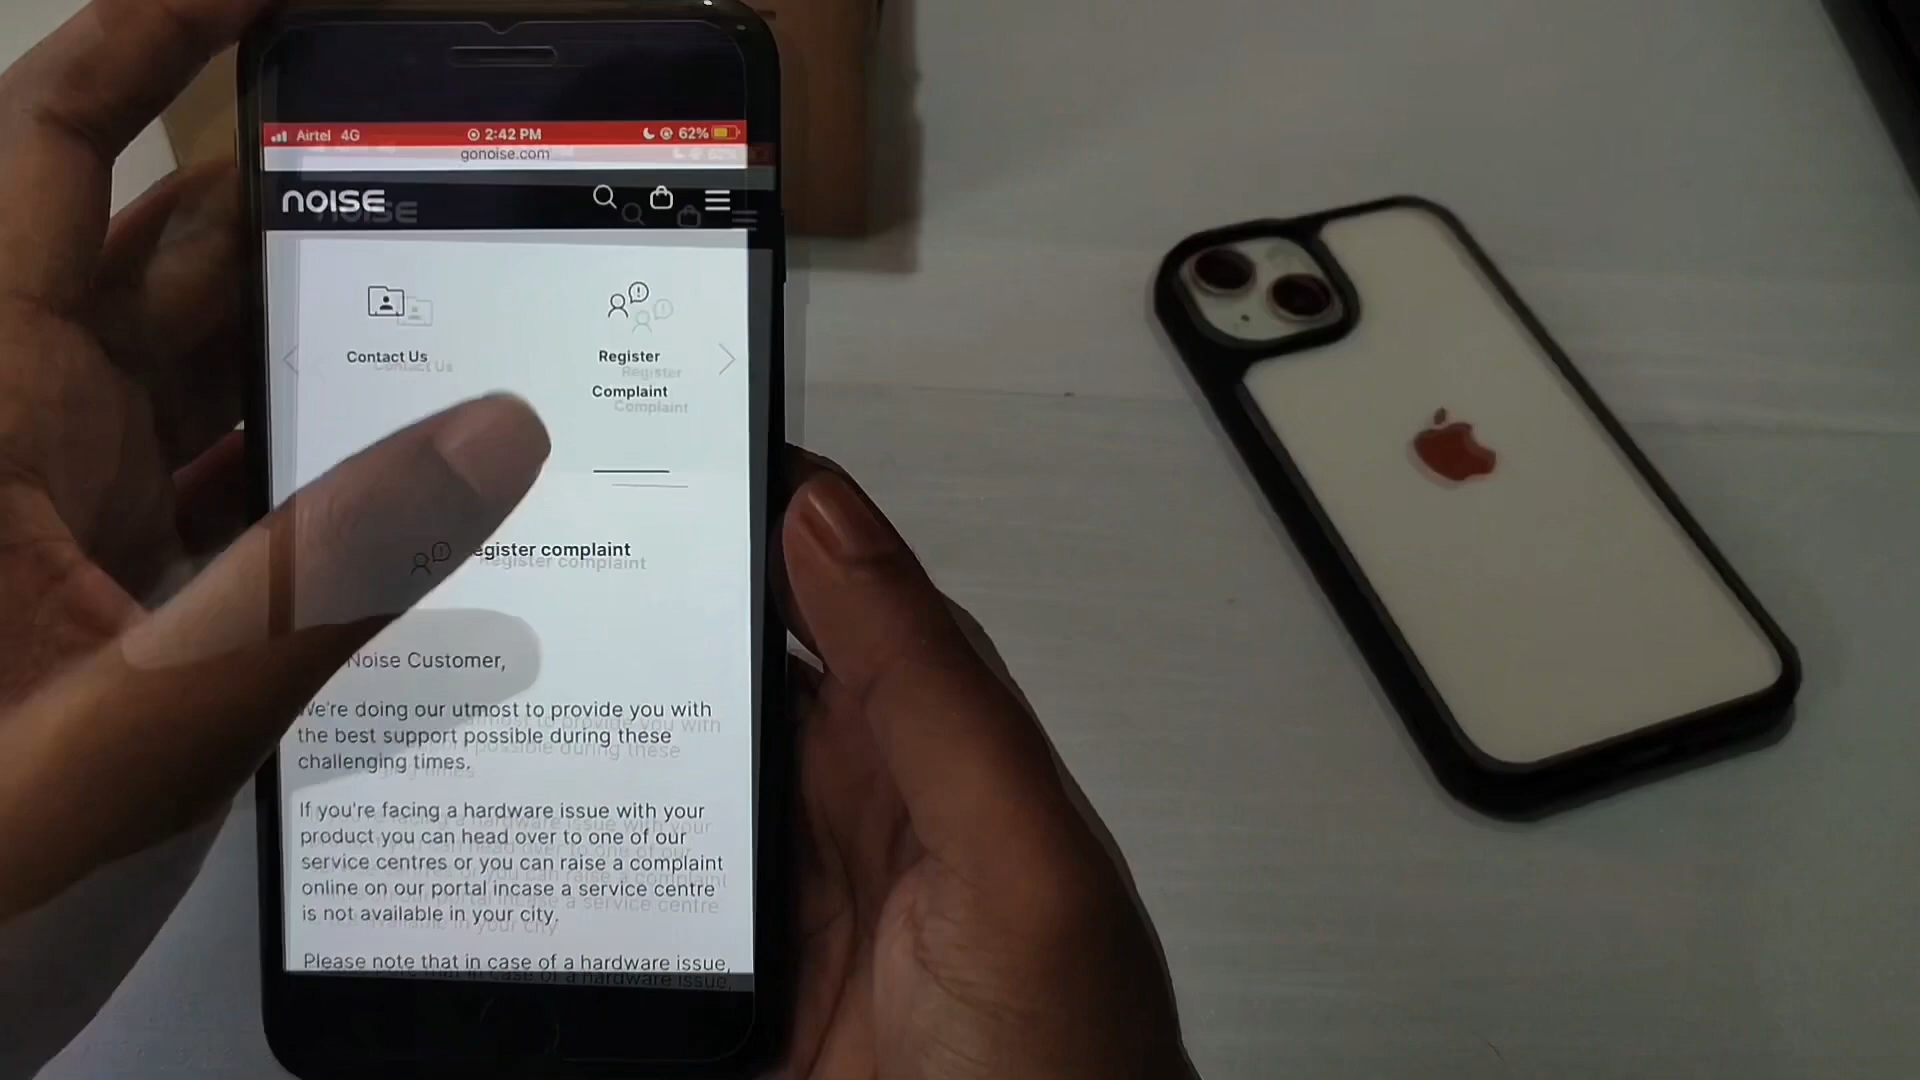 Airtel 4G 2:42 PM 62%
gonoise.com
NOISE
Contact Us
Register
Complaint
egister complaint
Noise Customer,
We're doing our utmost to provide you with
the best support possible during these
challenging times.
If you're facing a hardware issue with your
product you can head over to one of our
service centres or you can raise a complaint
online on our portal incase a service centre
is not available in your city.
Please note that in case of a hardware issue,